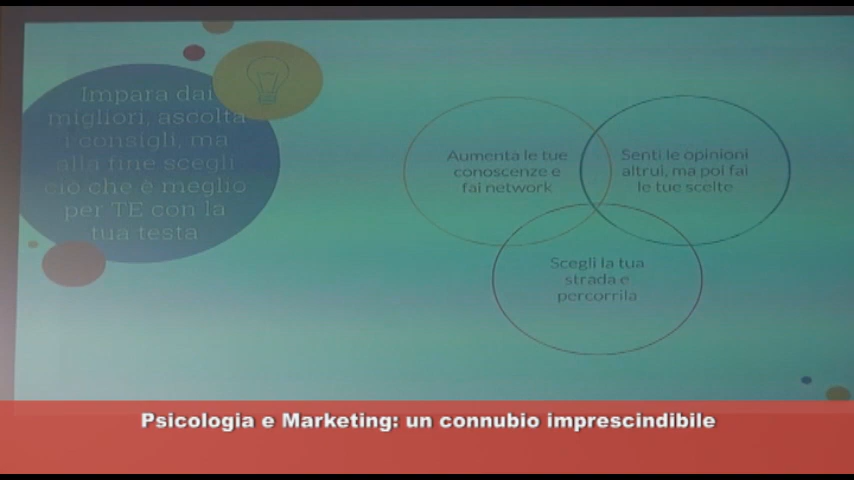 Impara dai
migliori, ascolta
i consigli, ma
alla fine scegli
ciò che è meglio
per TE con la
tua testa
Aumenta le tue
conoscenze e
fai network
Senti le opinioni
altrui, ma poi fai
le tue scelte
Scegli la tua
strada e
percorrila
Psicologia e Marketing: un connubio imprescindibile